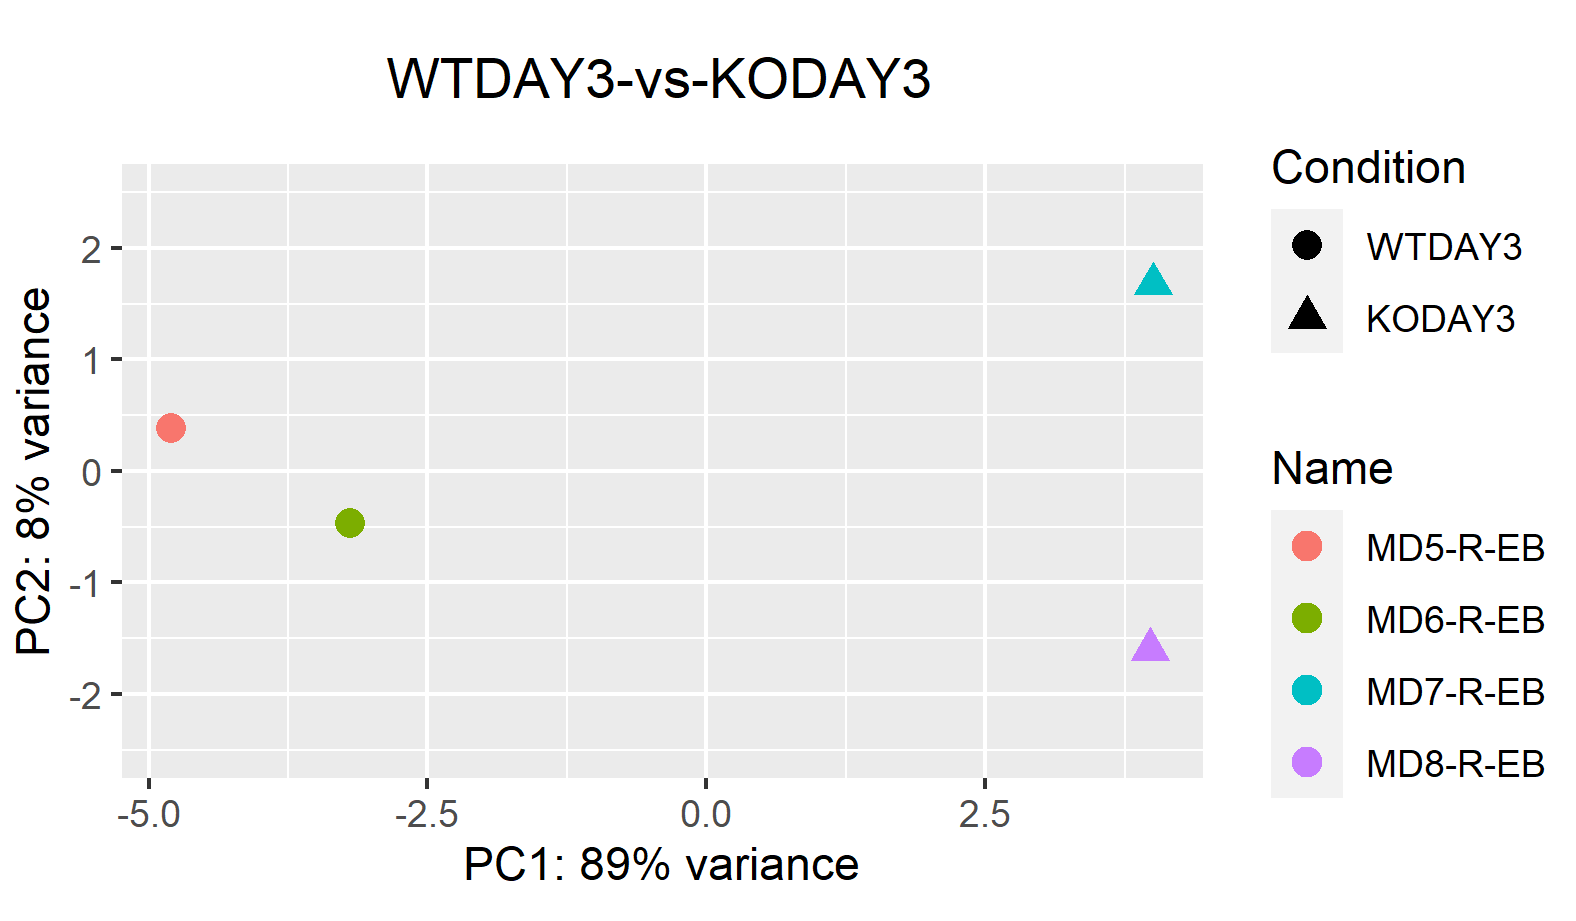 WTDAY3-vs-KODAY3
PC2: 8% variance
2
1
0
-1
-2
-5.0
-2.5
0.0
2.5
PC1: 89% variance
Condition
WTDAY3
KODAY3
Name
MD5-R-EB
MD6-R-EB
MD7-R-EB
MD8-R-EB